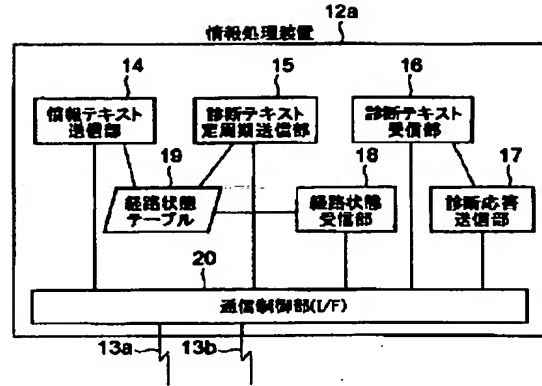 情報処理装置
12a
14
15
16
情報テキスト
送信部
診断テキスト
定周期送信部
診断テキスト
受信部
19
18
17
経路状態
テーブル
経路状態
受信部
診断応答
送信部
20
通信制御部(I/F)
13a
13b